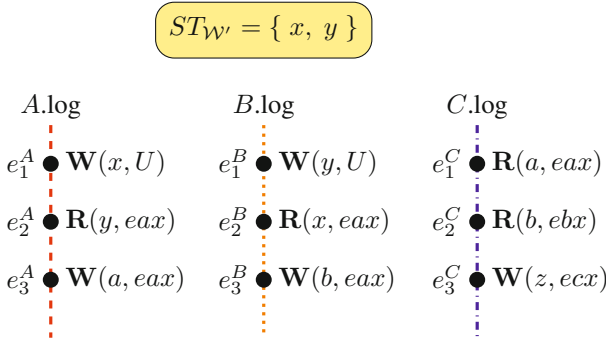 ST_{𝒲′} = { x, y }
A.log B.log C.log
e_1^A W(x, U) e_1^B W(y, U) e_1^C R(a, eax)
e_2^A R(y, eax) e_2^B R(x, eax) e_2^C R(b, ebx)
e_3^A W(a, eax) e_3^B W(b, eax) e_3^C W(z, ecx)